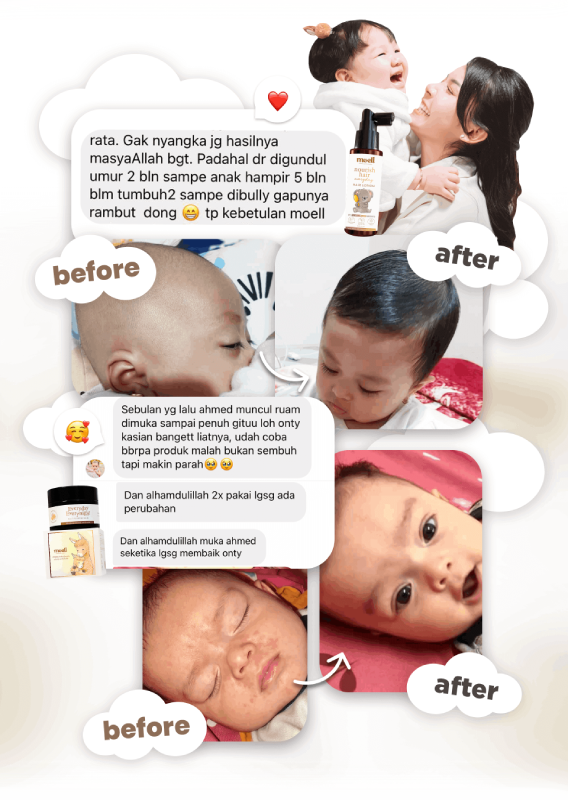 rata. Gak nyangka jg hasilnya
masyaAllah bgt. Padahal dr digundul
umur 2 bln sampe anak hampir 5 bln
blm tumbuh2 sampe dibully gapunya
rambut dong 😁 tp kebetulan moell
moell
nourish
hair
before
after
Sebulan yg lalu ahmed muncul ruam
dimuka sampai penuh gituu loh onty
kasian bangett liatnya, udah coba
bbrpa produk malah bukan sembuh
tapi makin parah🥹🥹
Dan alhamdulillah 2x pakai lgsg ada
perubahan
Dan alhamdulillah muka ahmed
seketika lgsg membaik onty
moell
before
after